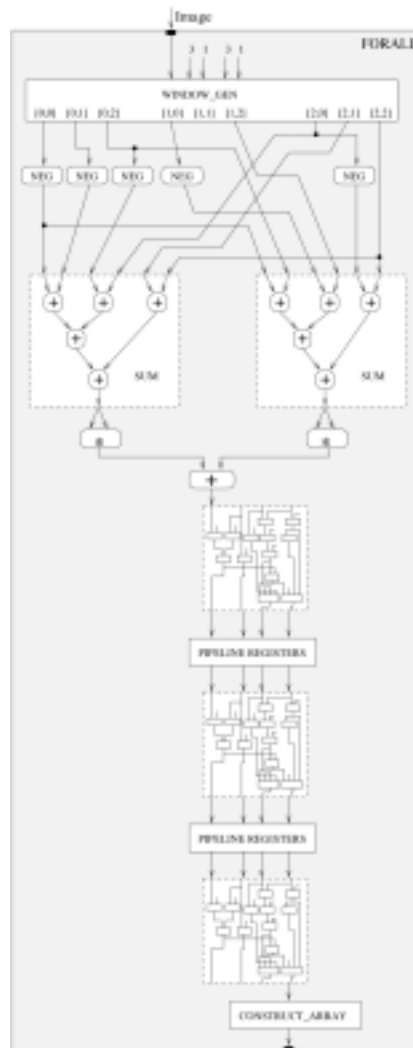 Image
FORALL
3 1 3 1
WINDOW_GEN
[0,0] [0,1] [0,2] [1,0] [1,1] [1,2] [2,0] [2,1] [2,2]
NEG NEG NEG NEG NEG
+ + + + + +
+ +
+ SUM + SUM
+
PIPELINE REGISTERS
PIPELINE REGISTERS
CONSTRUCT_ARRAY